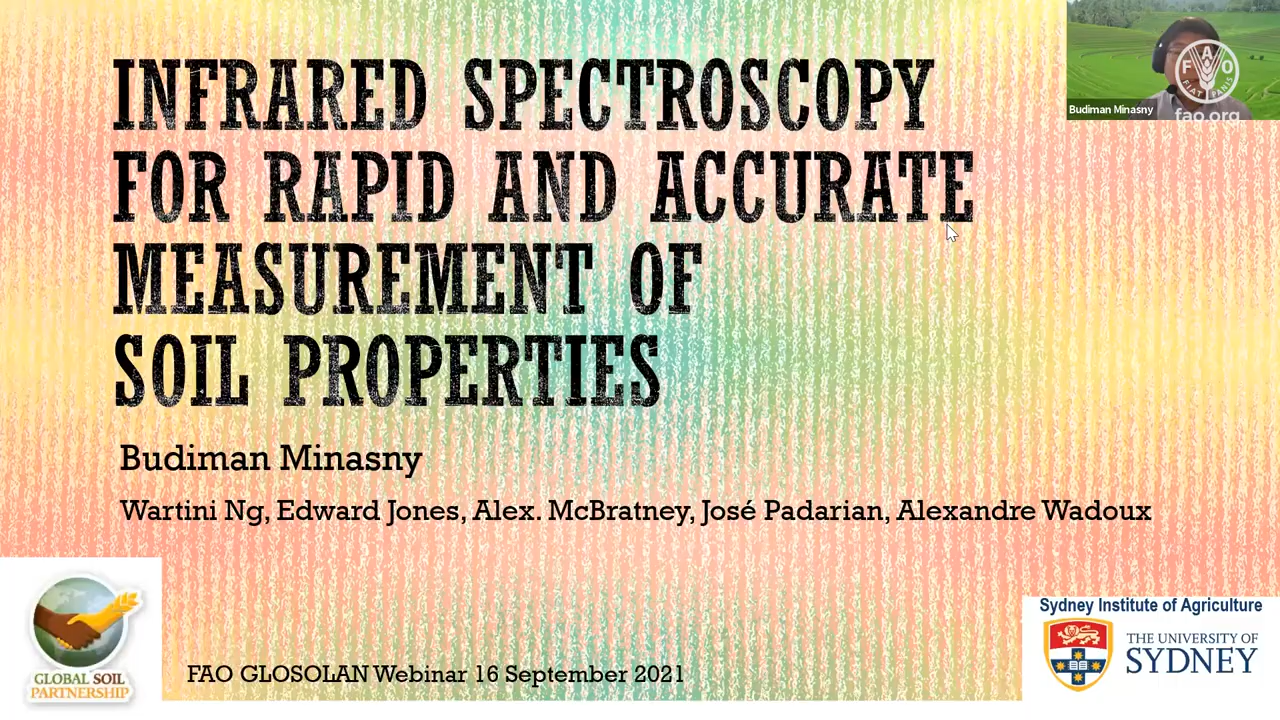 INFRARED SPECTROSCOPY
FOR RAPID AND ACCURATE
MEASUREMENT OF
SOIL PROPERTIES
Budiman Minasny
Wartini Ng, Edward Jones, Alex. McBratney, José Padarian, Alexandre Wadoux
FAO GLOSOLAN Webinar 16 September 2021
GLOBAL SOIL
PARTNERSHIP
Sydney Institute of Agriculture
THE UNIVERSITY OF
SYDNEY
Budiman Minasny
F A O
FIAT PANIS
fao.org